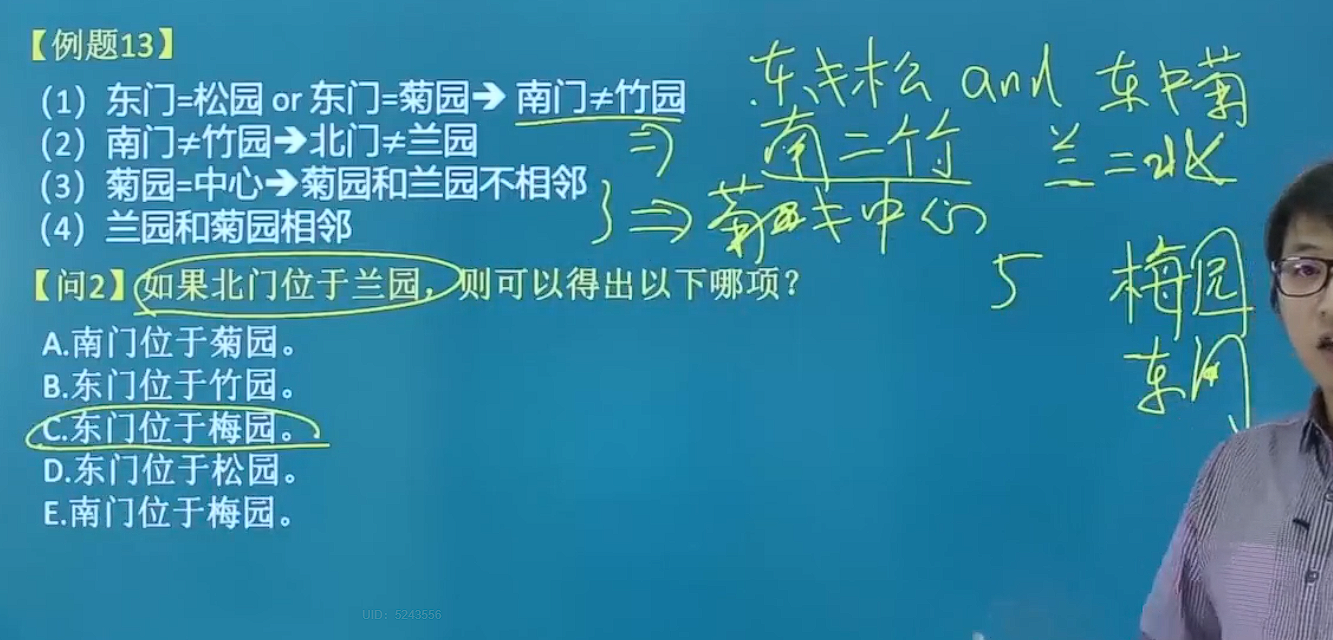 【例题13】
（1）东门=松园 or 东门=菊园➔ 南门≠竹园
（2）南门≠竹园➔北门≠兰园
（3）菊园=中心➔菊园和兰园不相邻
（4）兰园和菊园相邻
【问2】如果北门位于兰园，则可以得出以下哪项？
A.南门位于菊园。
B.东门位于竹园。
C.东门位于梅园。
D.东门位于松园。
E.南门位于梅园。
东≠松 and 东≠菊
⇒ 南=竹 兰=北
} ⇒ 菊园≠中心
5 梅园
东门
UID：5243556